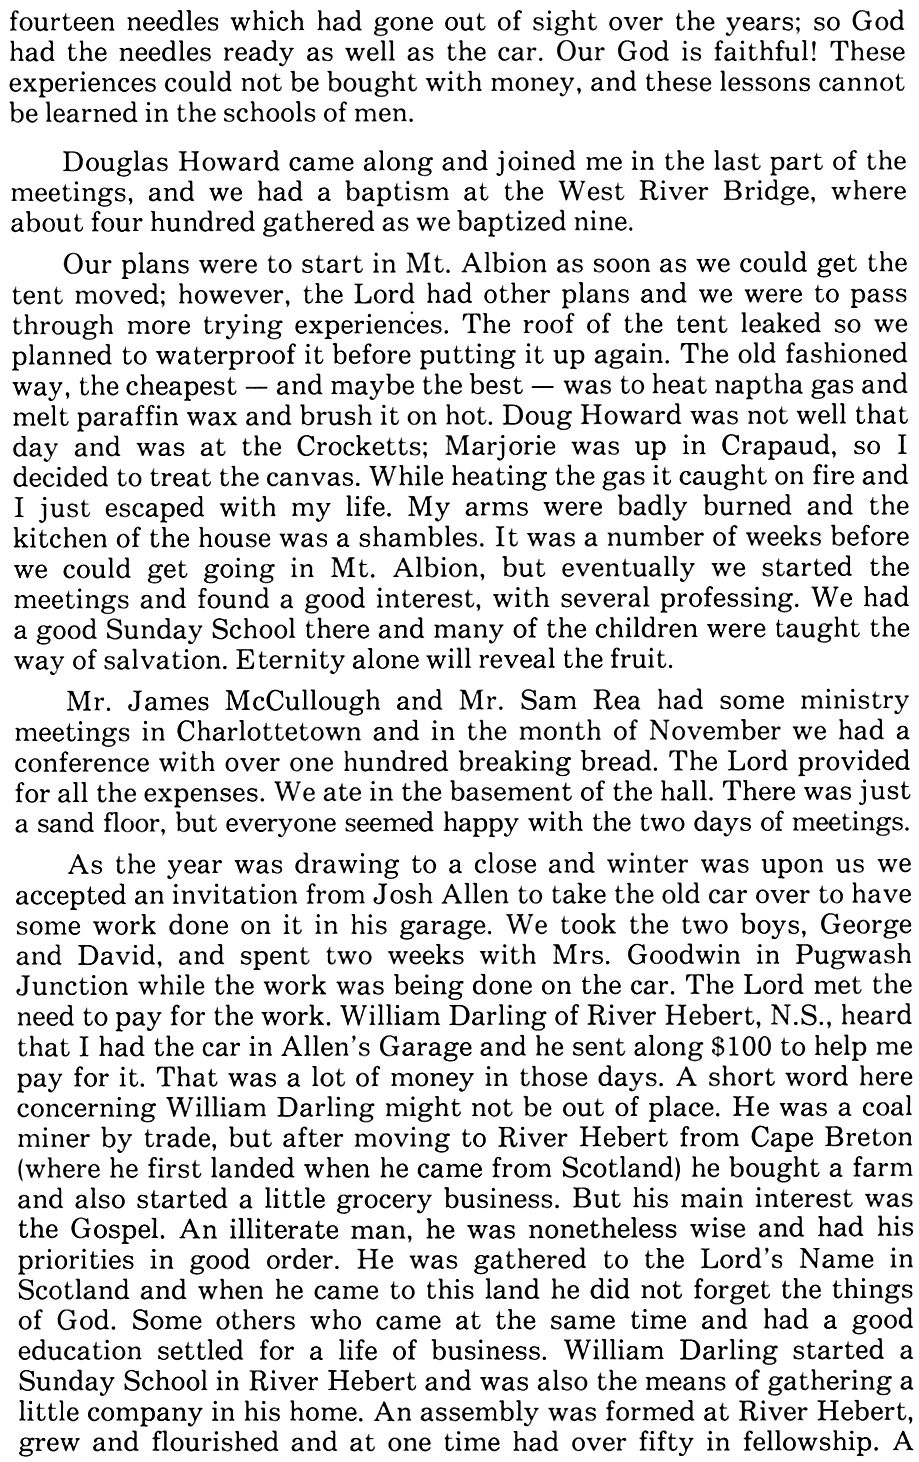 fourteen needles which had gone out of sight over the years; so God
had the needles ready as well as the car. Our God is faithful! These
experiences could not be bought with money, and these lessons cannot
be learned in the schools of men.
Douglas Howard came along and joined me in the last part of the
meetings, and we had a baptism at the West River Bridge, where
about four hundred gathered as we baptized nine.
Our plans were to start in Mt. Albion as soon as we could get the
tent moved; however, the Lord had other plans and we were to pass
through more trying experiences. The roof of the tent leaked so we
planned to waterproof it before putting it up again. The old fashioned
way, the cheapest — and maybe the best — was to heat naptha gas and
melt paraffin wax and brush it on hot. Doug Howard was not well that
day and was at the Crocketts; Marjorie was up in Crapaud, so I
decided to treat the canvas. While heating the gas it caught on fire and
I just escaped with my life. My arms were badly burned and the
kitchen of the house was a shambles. It was a number of weeks before
we could get going in Mt. Albion, but eventually we started the
meetings and found a good interest, with several professing. We had
a good Sunday School there and many of the children were taught the
way of salvation. Eternity alone will reveal the fruit.
Mr. James McCullough and Mr. Sam Rea had some ministry
meetings in Charlottetown and in the month of November we had a
conference with over one hundred breaking bread. The Lord provided
for all the expenses. We ate in the basement of the hall. There was just
a sand floor, but everyone seemed happy with the two days of meetings.
As the year was drawing to a close and winter was upon us we
accepted an invitation from Josh Allen to take the old car over to have
some work done on it in his garage. We took the two boys, George
and David, and spent two weeks with Mrs. Goodwin in Pugwash
Junction while the work was being done on the car. The Lord met the
need to pay for the work. William Darling of River Hebert, N.S., heard
that I had the car in Allen's Garage and he sent along $100 to help me
pay for it. That was a lot of money in those days. A short word here
concerning William Darling might not be out of place. He was a coal
miner by trade, but after moving to River Hebert from Cape Breton
(where he first landed when he came from Scotland) he bought a farm
and also started a little grocery business. But his main interest was
the Gospel. An illiterate man, he was nonetheless wise and had his
priorities in good order. He was gathered to the Lord's Name in
Scotland and when he came to this land he did not forget the things
of God. Some others who came at the same time and had a good
education settled for a life of business. William Darling started a
Sunday School in River Hebert and was also the means of gathering a
little company in his home. An assembly was formed at River Hebert,
grew and flourished and at one time had over fifty in fellowship. A